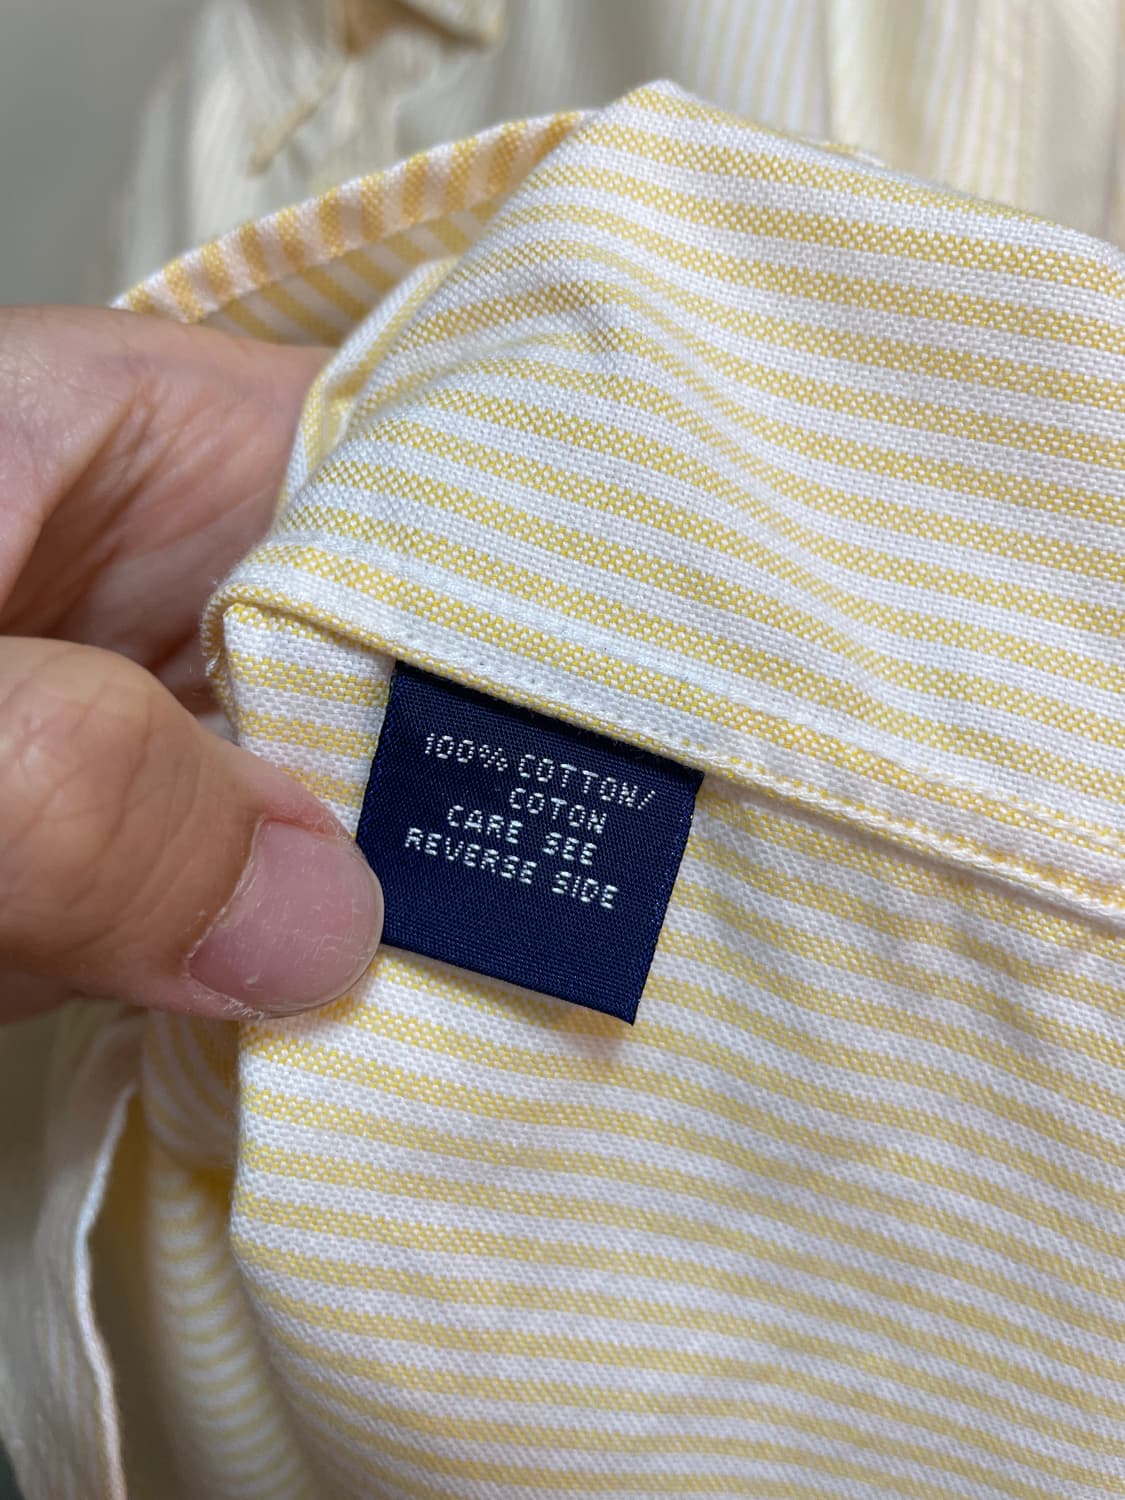 100% COTTON/
COTON
CARE SEE
REVERSE SIDE